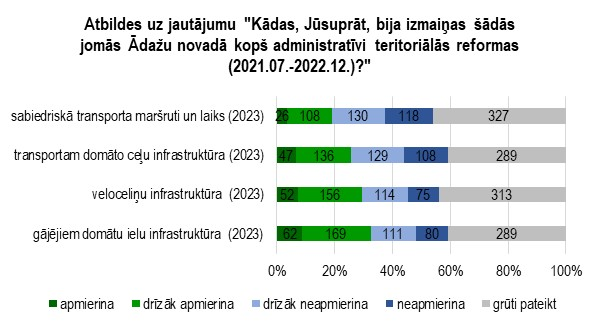 Atbildes uz jautājumu "Kādas, Jūsuprāt, bija izmaiņas šādās
jomās Ādažu novadā kopš administratīvi teritoriālās reformas
(2021.07.-2022.12.)?"
sabiedriskā transporta maršruti un laiks (2023) 26 108 130 118 327
transportam domāto ceļu infrastruktūra (2023) 47 136 129 108 289
veloceliņu infrastruktūra (2023) 52 156 114 75 313
gājējiem domātu ielu infrastruktūra (2023) 62 169 111 80 289
0% 20% 40% 60% 80% 100%
apmierina drīzāk apmierina drīzāk neapmierina neapmierina grūti pateikt